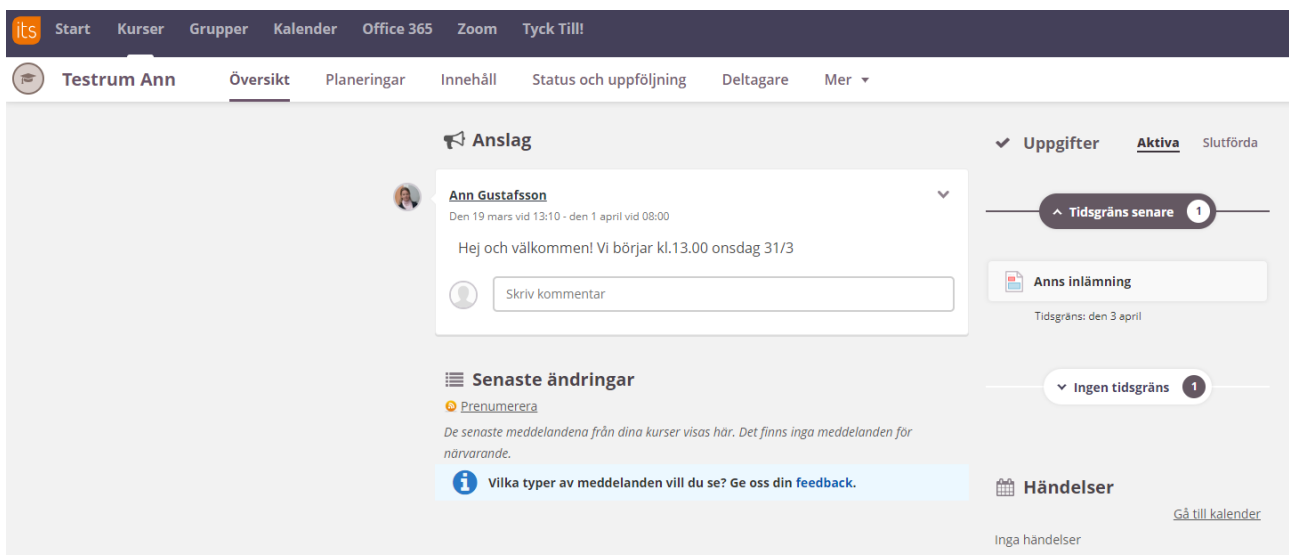 its Start Kurser Grupper Kalender Office 365 Zoom Tyck Till!
Testrum Ann Översikt Planeringar Innehåll Status och uppföljning Deltagare Mer
Anslag
Ann Gustafsson
Den 19 mars vid 13:10 - den 1 april vid 08:00
Hej och välkommen! Vi börjar kl.13.00 onsdag 31/3
Skriv kommentar
Senaste ändringar
Prenumerera
De senaste meddelandena från dina kurser visas här. Det finns inga meddelanden för
närvarande.
Vilka typer av meddelanden vill du se? Ge oss din feedback.
Uppgifter Aktiva Slutförda
Tidsgräns senare 1
Anns inlämning
Tidsgräns: den 3 april
Ingen tidsgräns 1
Händelser
Gå till kalender
Inga händelser